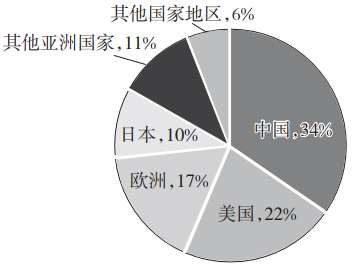 其他国家地区,6%
其他亚洲国家,11%
中国,34%
日本,10%
欧洲,17%
美国,22%